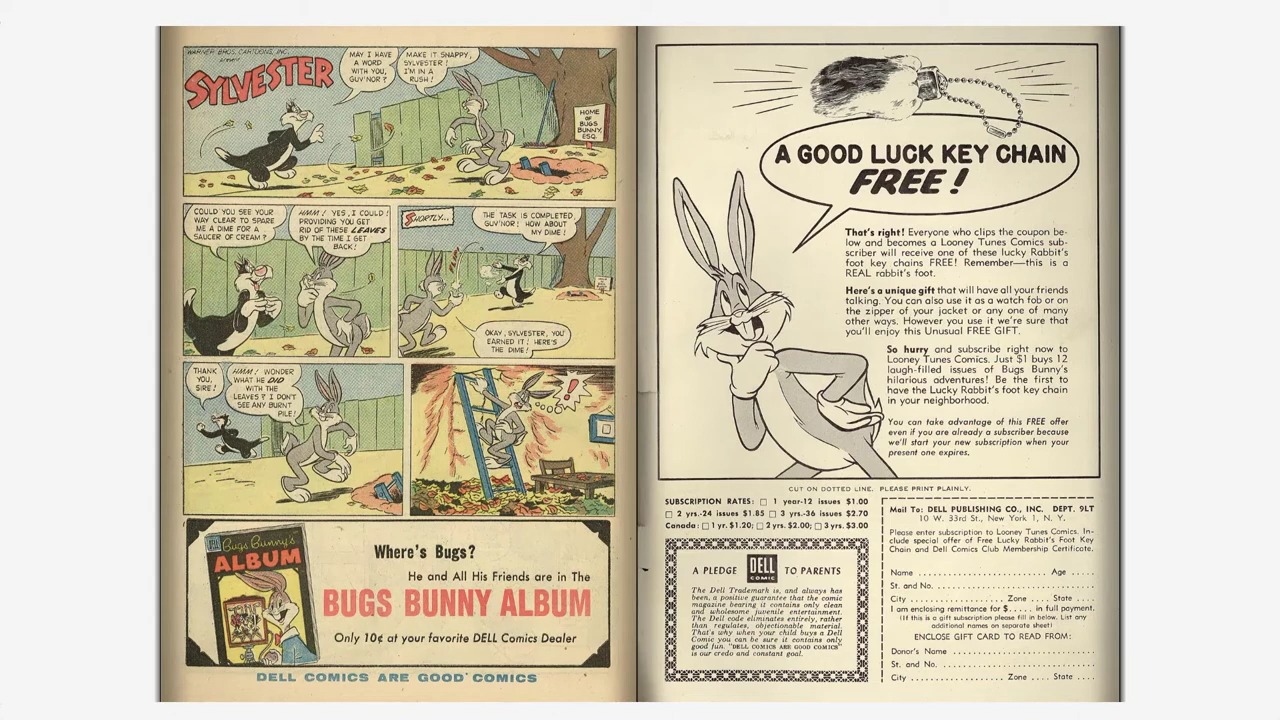 WARNER BROS. CARTOONS, INC.
present
SYLVESTER
MAY I HAVE
A WORD
WITH YOU,
GUV'NOR?
MAKE IT SNAPPY,
SYLVESTER!
I'M IN A
RUSH!
HOME
OF
BUGS
BUNNY,
ESQ.
COULD YOU SEE YOUR
WAY CLEAR TO SPARE
ME A DIME FOR A
SAUCER OF CREAM?
HMM! YES, I COULD!
PROVIDING YOU GET
RID OF THESE LEAVES
BY THE TIME I GET
BACK!
SHORTLY...
THE TASK IS COMPLETED,
GUV'NOR! HOW ABOUT
MY DIME!
OKAY, SYLVESTER, YOU
EARNED IT! HERE'S
THE DIME!
THANK
YOU,
SIRE!
HMM! WONDER
WHAT HE DID
WITH THE
LEAVES? I DON'T
SEE ANY BURNT
PILE!
!
Bugs Bunny's
ALBUM
Where's Bugs?
He and All His Friends are in The
BUGS BUNNY ALBUM
Only 10¢ at your favorite DELL Comics Dealer
DELL COMICS ARE GOOD COMICS
A GOOD LUCK KEY CHAIN
FREE!
That's right! Everyone who clips the coupon be-
low and becomes a Looney Tunes Comics sub-
scriber will receive one of these lucky Rabbit's
foot key chains FREE! Remember—this is a
REAL rabbit's foot.
Here's a unique gift that will have all your friends
talking. You can also use it as a watch fob or on
the zipper of your jacket or any one of many
other ways. However you use it we're sure that
you'll enjoy this Unusual FREE GIFT.
So hurry and subscribe right now to
Looney Tunes Comics. Just $1 buys 12
laugh-filled issues of Bugs Bunny's
hilarious adventures! Be the first to
have the Lucky Rabbit's foot key chain
in your neighborhood.
You can take advantage of this FREE offer
even if you are already a subscriber because
we'll start your new subscription when your
present one expires.
CUT ON DOTTED LINE. PLEASE PRINT PLAINLY.
SUBSCRIPTION RATES: □ 1 year-12 issues $1.00
□ 2 yrs.-24 issues $1.85 □ 3 yrs.-36 issues $2.70
Canada: □ 1 yr. $1.20; □ 2 yrs. $2.00; □ 3 yrs. $3.00
A PLEDGE DELL COMIC TO PARENTS
The Dell Trademark is, and always has
been, a positive guarantee that the comic
magazine bearing it contains only clean
and wholesome juvenile entertainment.
The Dell code eliminates entirely, rather
than regulates, objectionable material.
That's why when your child buys a Dell
Comic you can be sure it contains only
good fun. "DELL COMICS ARE GOOD COMICS"
is our credo and constant goal.
Mail To: DELL PUBLISHING CO., INC. DEPT. 9LT
10 W. 33rd St., New York 1, N. Y.
Please enter subscription to Looney Tunes Comics. In-
clude special offer of Free Lucky Rabbit's Foot Key
Chain and Dell Comics Club Membership Certificate.
Name .......................... Age .....
St. and No. ..............................
City ................... Zone .... State .....
I am enclosing remittance for $..... in full payment.
(If this is a gift subscription please fill in below. List any
additional names on separate sheet)
ENCLOSE GIFT CARD TO READ FROM:
Donor's Name ..........................
St. and No. ..............................
City ................... Zone .... State .....